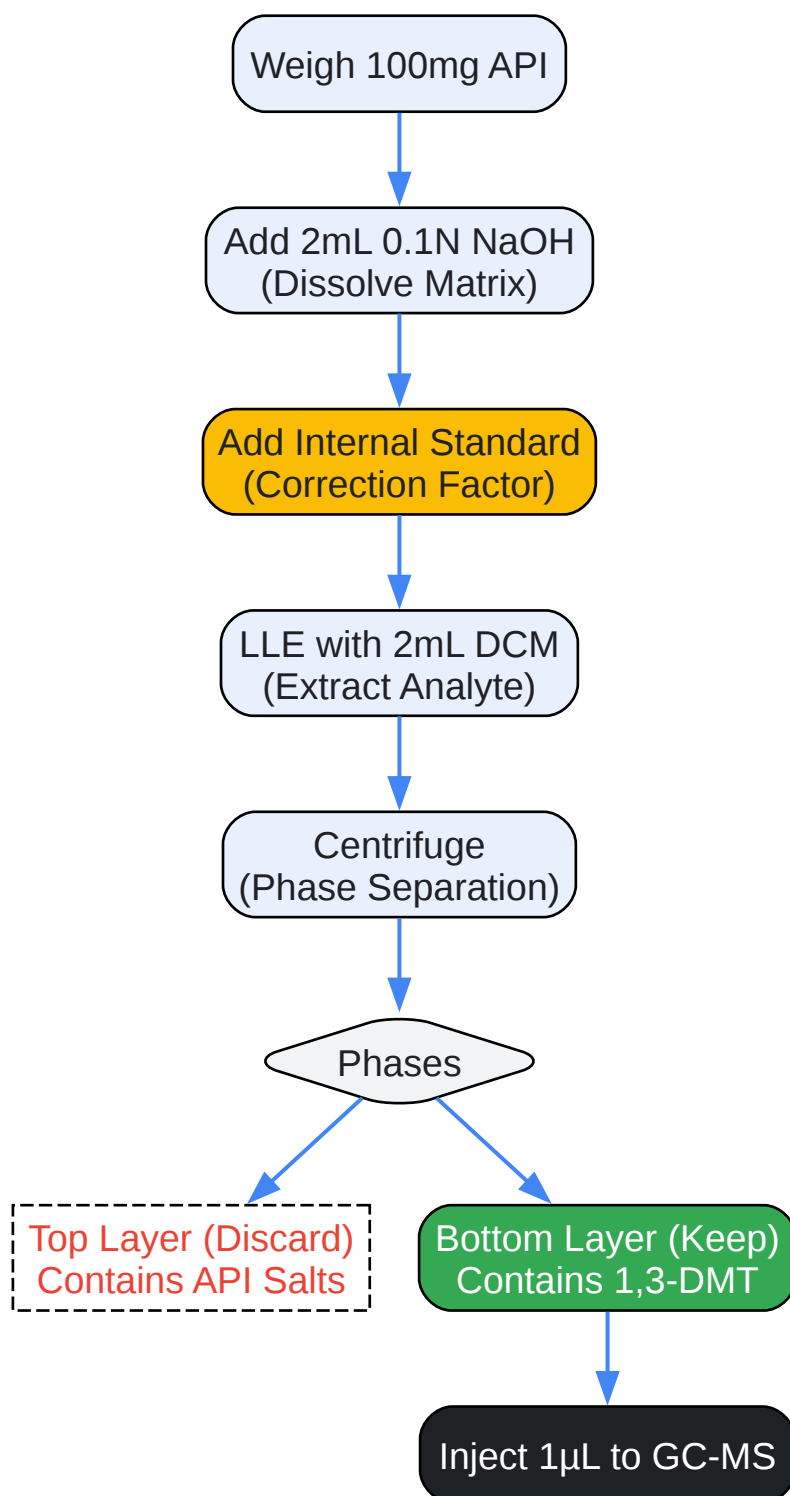 Weigh 100mg API
Add 2mL 0.1N NaOH
(Dissolve Matrix)
Add Internal Standard
(Correction Factor)
LLE with 2mL DCM
(Extract Analyte)
Centrifuge
(Phase Separation)
Phases
Top Layer (Discard)
Contains API Salts
Bottom Layer (Keep)
Contains 1,3-DMT
Inject 1µL to GC-MS